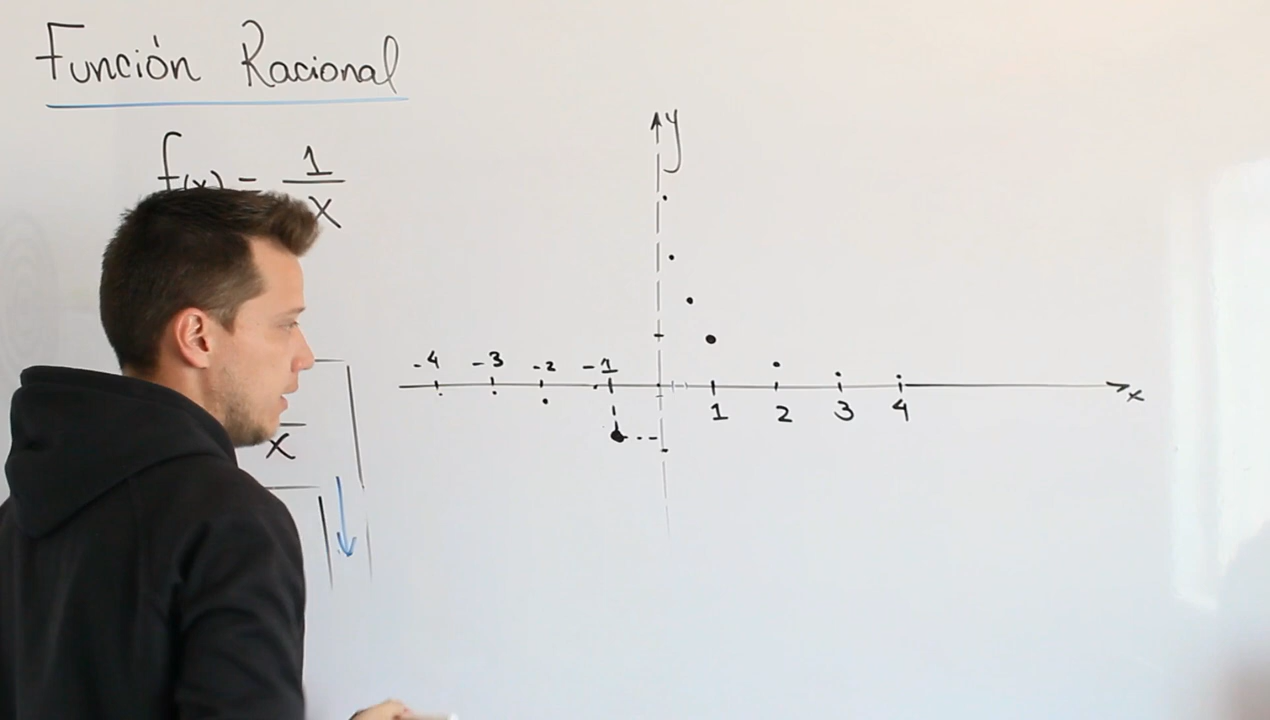 Función Racional
f(x) = 1/x
y
-4 -3 -2 -1
1 2 3 4
x
x